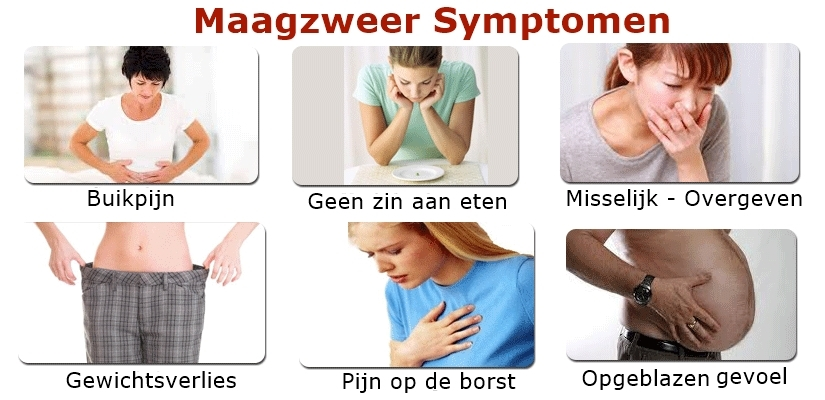 Maagzweer Symptomen
Buikpijn
Geen zin aan eten
Misselijk - Overgeven
Gewichtsverlies
Pijn op de borst
Opgeblazen gevoel